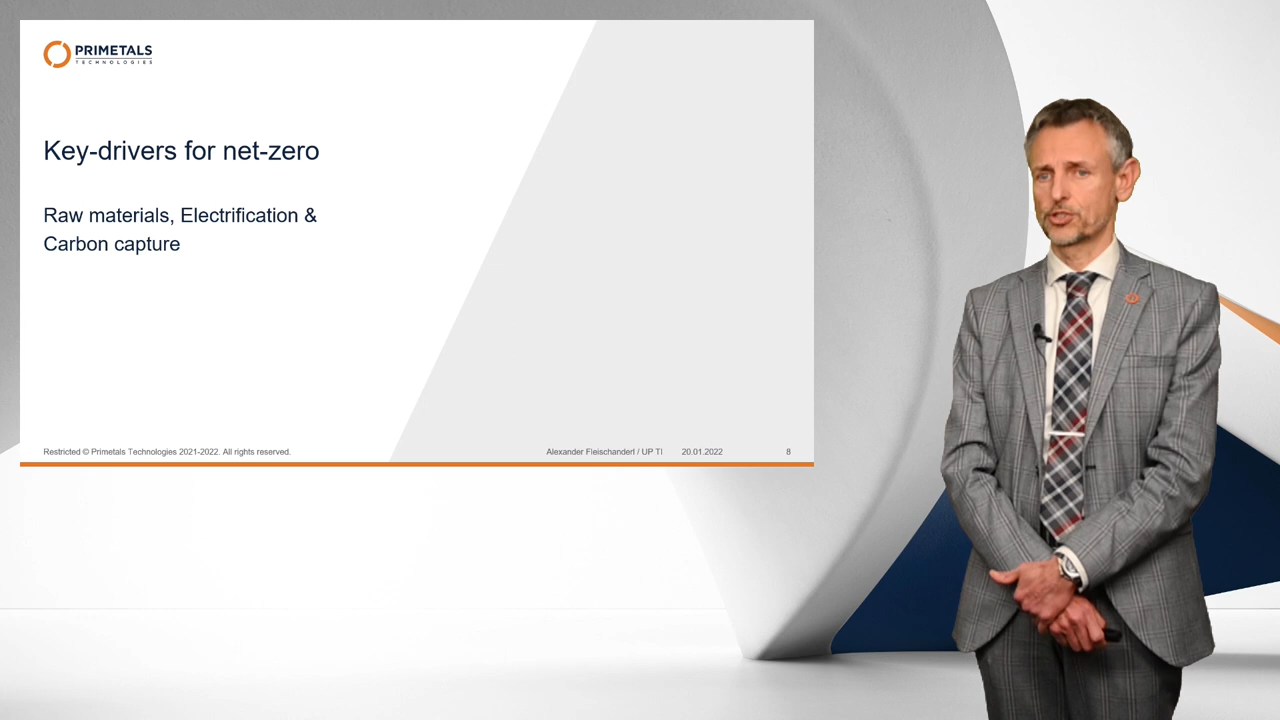 PRIMETALS
TECHNOLOGIES
Key-drivers for net-zero
Raw materials, Electrification &
Carbon capture
Restricted © Primetals Technologies 2021-2022. All rights reserved.
Alexander Fleischanderl / UP TI 20.01.2022 8